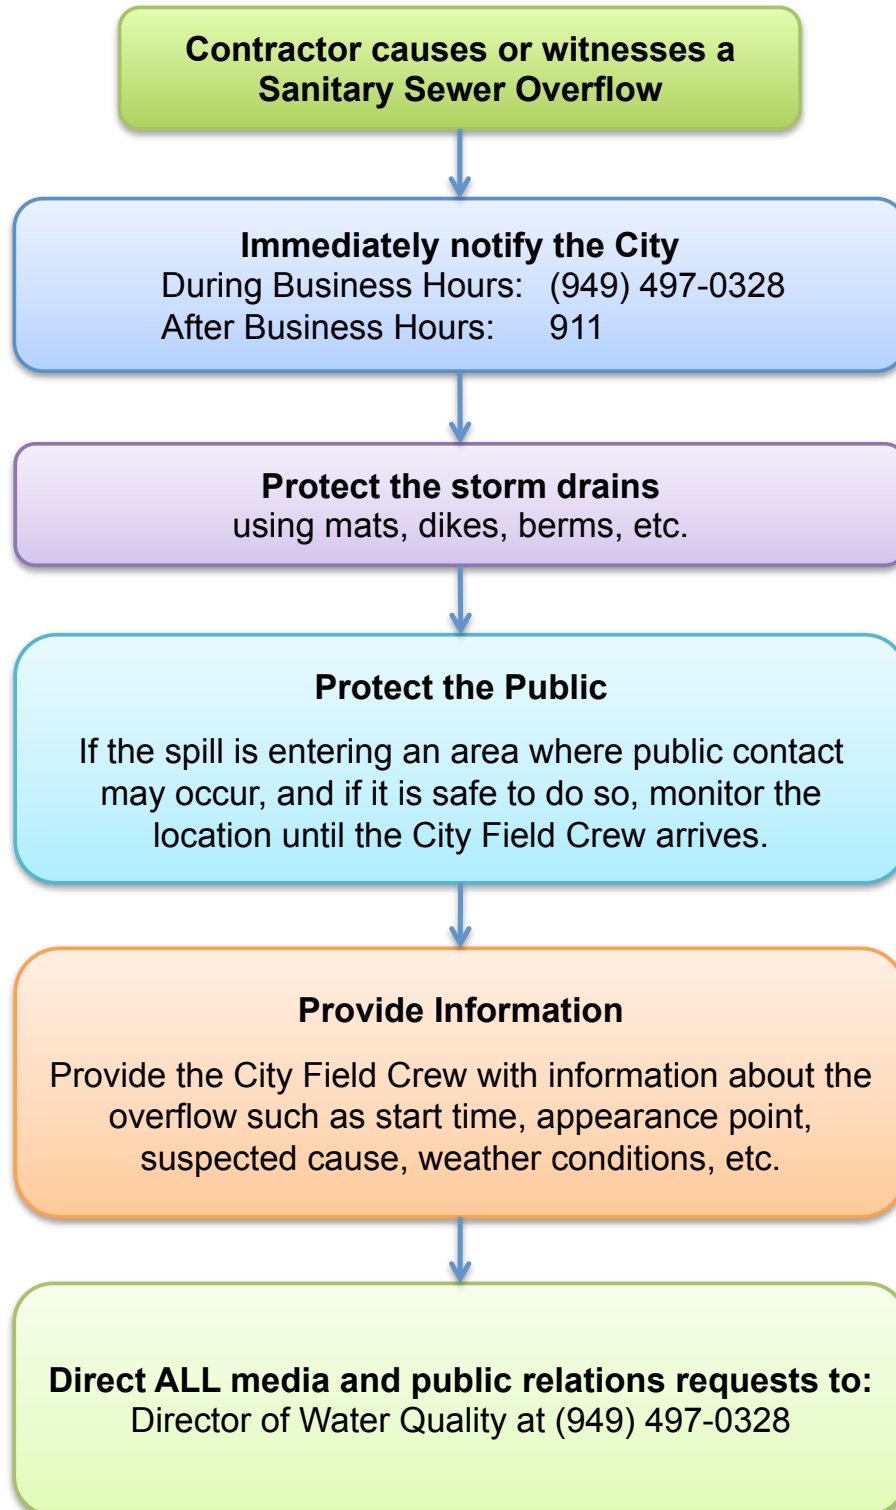 Contractor causes or witnesses a
Sanitary Sewer Overflow
Immediately notify the City
During Business Hours: (949) 497-0328
After Business Hours: 911
Protect the storm drains
using mats, dikes, berms, etc.
Protect the Public
If the spill is entering an area where public contact
may occur, and if it is safe to do so, monitor the
location until the City Field Crew arrives.
Provide Information
Provide the City Field Crew with information about the
overflow such as start time, appearance point,
suspected cause, weather conditions, etc.
Direct ALL media and public relations requests to:
Director of Water Quality at (949) 497-0328